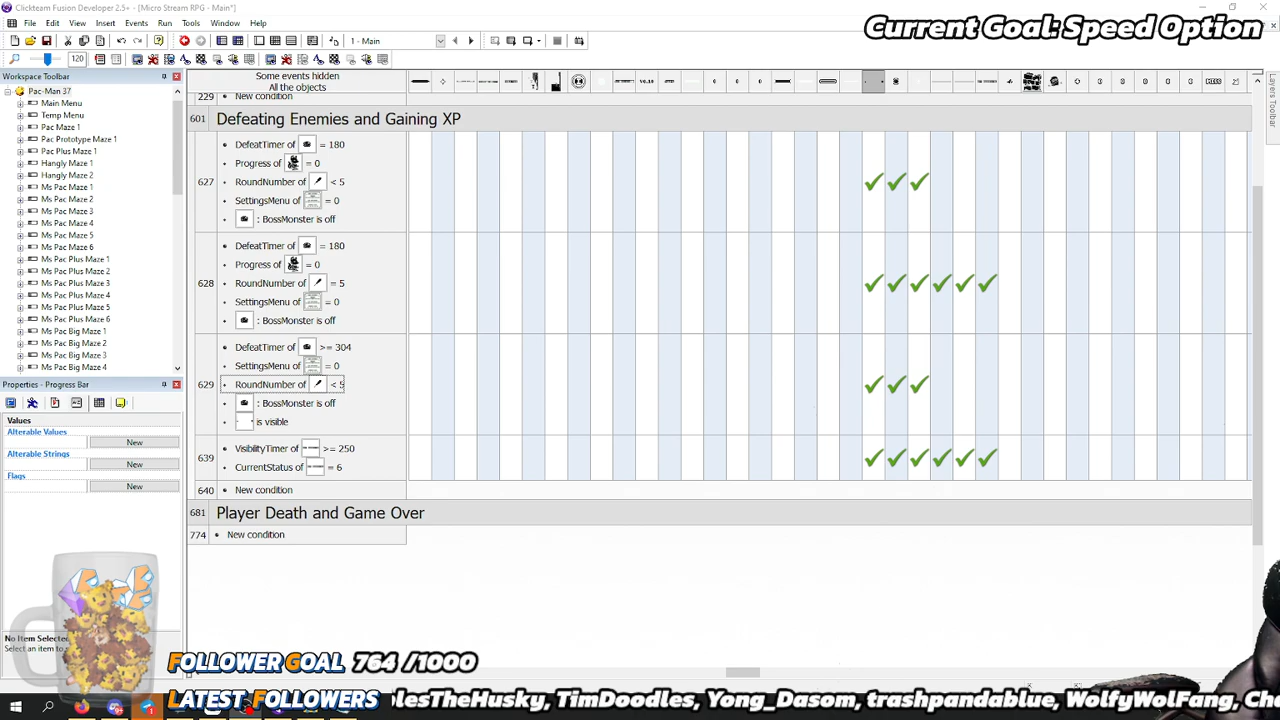 Clickteam Fusion Developer 2.5+ - [Micro Stream RPG - Main*]
File Edit View Insert Events Run Tools Window Help
Current Goal: Speed Option
1 - Main
120
Workspace Toolbar
Pac-Man 37
Main Menu
Temp Menu
Pac Maze 1
Pac Prototype Maze 1
Pac Plus Maze 1
Hangly Maze 1
Hangly Maze 2
Ms Pac Maze 1
Ms Pac Maze 2
Ms Pac Maze 3
Ms Pac Maze 4
Ms Pac Maze 5
Ms Pac Maze 6
Ms Pac Plus Maze 1
Ms Pac Plus Maze 2
Ms Pac Plus Maze 3
Ms Pac Plus Maze 4
Ms Pac Plus Maze 5
Ms Pac Plus Maze 6
Ms Pac Big Maze 1
Ms Pac Big Maze 2
Ms Pac Big Maze 3
Ms Pac Big Maze 4
Properties - Progress Bar
Values
Alterable Values
New
Alterable Strings
New
Flags
New
No Item Selected
Select an item to
Some events hidden
All the objects
229 New condition
601 Defeating Enemies and Gaining XP
627
DefeatTimer of = 180
Progress of = 0
RoundNumber of < 5
SettingsMenu of = 0
: BossMonster is off
628
DefeatTimer of = 180
Progress of = 0
RoundNumber of = 5
SettingsMenu of = 0
: BossMonster is off
629
DefeatTimer of >= 304
SettingsMenu of = 0
RoundNumber of < 5
: BossMonster is off
is visible
639
VisibilityTimer of >= 250
CurrentStatus of = 6
640 New condition
681 Player Death and Game Over
774 New condition
Layers Toolbar
Follower Goal 764 /1000
Latest Followers lesTheHusky, TimDoodles, Yong_Dasom, trashpandablue, WolfyWolfFang, Ch